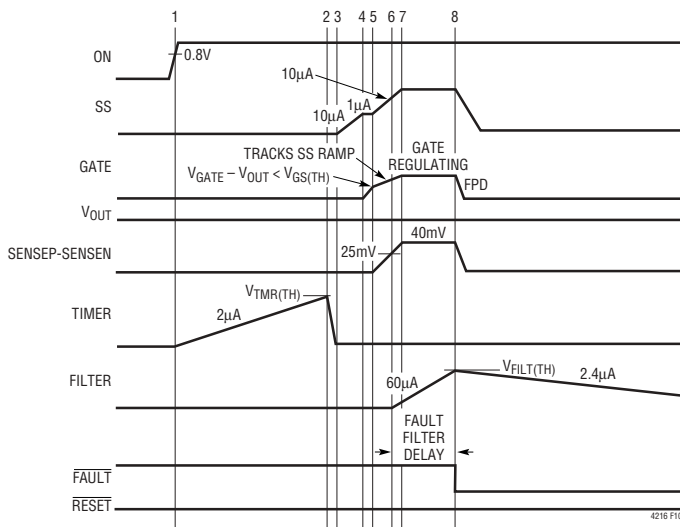 1 2 3 4 5 6 7 8
ON
0.8V
10µA
SS
10µA
1µA
GATE
TRACKS SS RAMP
GATE
REGULATING
VGATE – VOUT < VGS(TH)
FPD
VOUT
SENSEP-SENSEN
25mV
40mV
TIMER
VTMR(TH)
2µA
FILTER
VFILT(TH)
60µA
2.4µA
FAULT
FILTER
DELAY
FAULT
RESET
4216 F10